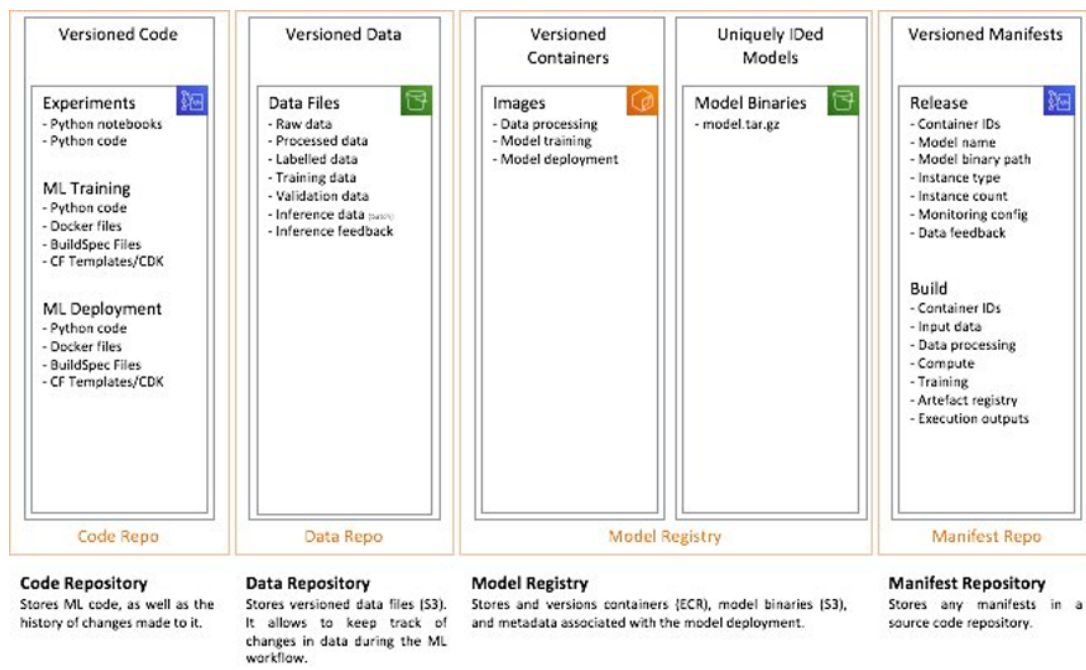 Versioned Code
Experiments
- Python notebooks
- Python code
ML Training
- Python code
- Docker files
- BuildSpec Files
- CF Templates/CDK
ML Deployment
- Python code
- Docker files
- BuildSpec Files
- CF Templates/CDK
Code Repo
Versioned Data
Data Files
- Raw data
- Processed data
- Labelled data
- Training data
- Validation data
- Inference data (batch)
- Inference feedback
Data Repo
Versioned
Containers
Images
- Data processing
- Model training
- Model deployment
Uniquely IDed
Models
Model Binaries
- model.tar.gz
Model Registry
Versioned Manifests
Release
- Container IDs
- Model name
- Model binary path
- Instance type
- Instance count
- Monitoring config
- Data feedback
Build
- Container IDs
- Input data
- Data processing
- Compute
- Training
- Artefact registry
- Execution outputs
Manifest Repo
Code Repository
Stores ML code, as well as the
history of changes made to it.
Data Repository
Stores versioned data files (S3).
It allows to keep track of
changes in data during the ML
workflow.
Model Registry
Stores and versions containers (ECR), model binaries (S3),
and metadata associated with the model deployment.
Manifest Repository
Stores any manifests in a
source code repository.